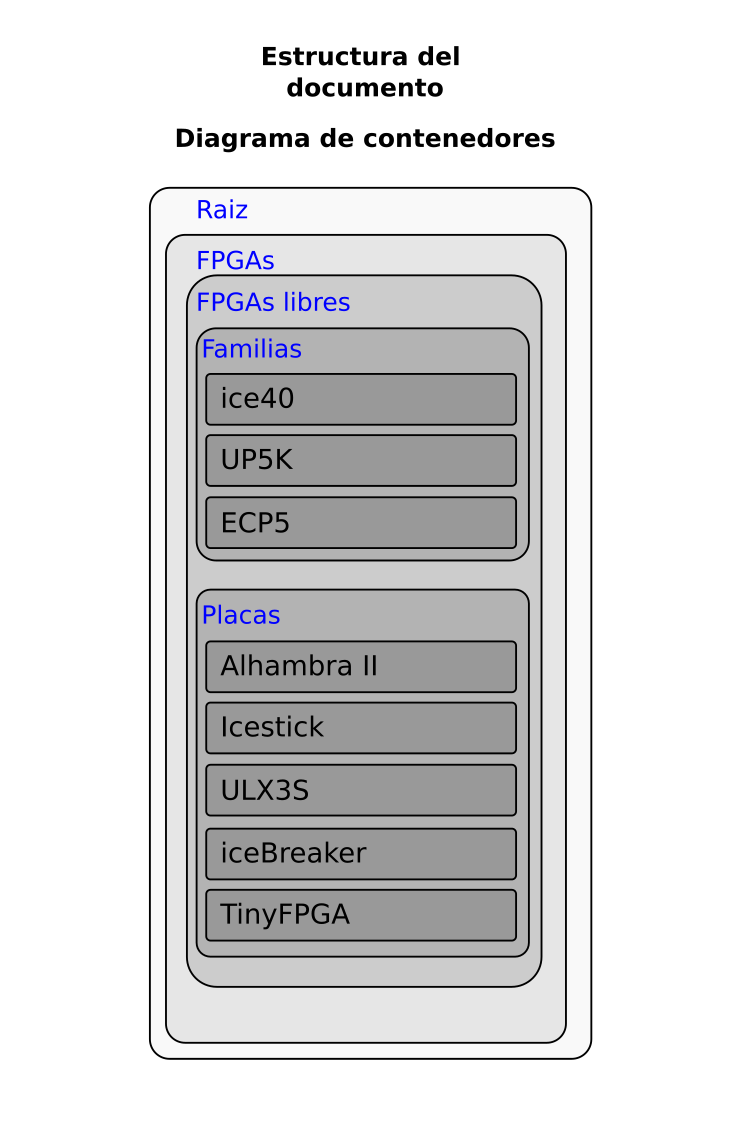 Estructura del
documento
Diagrama de contenedores
Raiz
FPGAs
FPGAs libres
Familias
ice40
UP5K
ECP5
Placas
Alhambra II
Icestick
ULX3S
iceBreaker
TinyFPGA